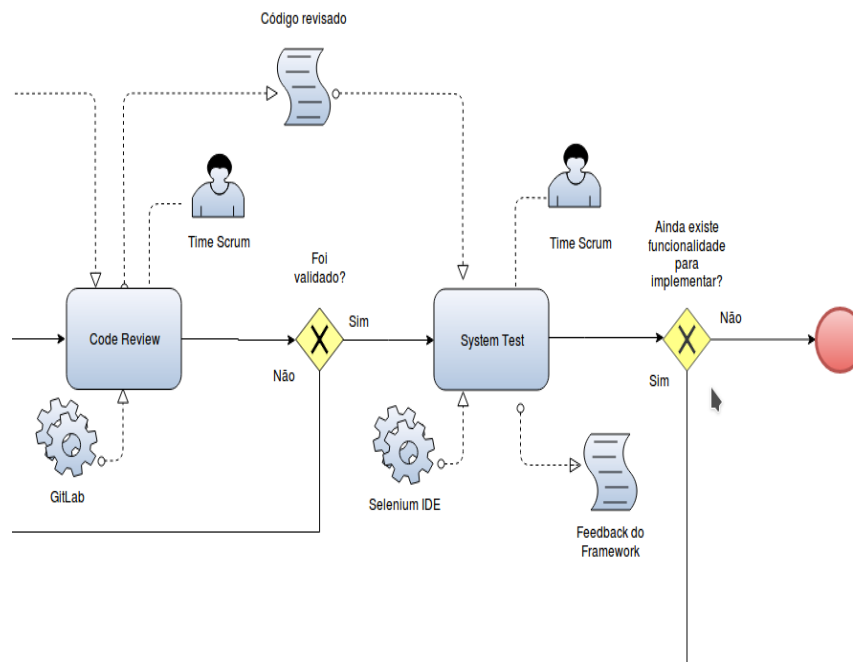 Código revisado
Time Scrum
Time Scrum
Ainda existe
funcionalidade
para
implementar?
Foi
validado?
Code Review
Sim
System Test
Não
Não
Sim
GitLab
Selenium IDE
Feedback do
Framework